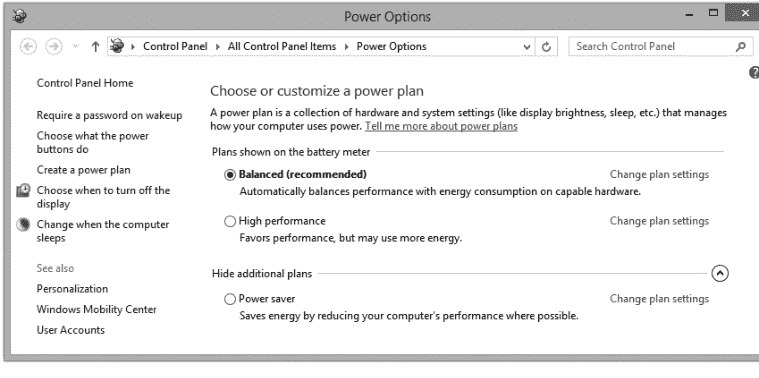 Power Options
Control Panel All Control Panel Items Power Options
Search Control Panel
Control Panel Home
Require a password on wakeup
Choose what the power
buttons do
Create a power plan
Choose when to turn off the
display
Change when the computer
sleeps
See also
Personalization
Windows Mobility Center
User Accounts
Choose or customize a power plan
A power plan is a collection of hardware and system settings (like display brightness, sleep, etc.) that manages
how your computer uses power. Tell me more about power plans
Plans shown on the battery meter
Balanced (recommended) Change plan settings
Automatically balances performance with energy consumption on capable hardware.
High performance Change plan settings
Favors performance, but may use more energy.
Hide additional plans
Power saver Change plan settings
Saves energy by reducing your computer's performance where possible.